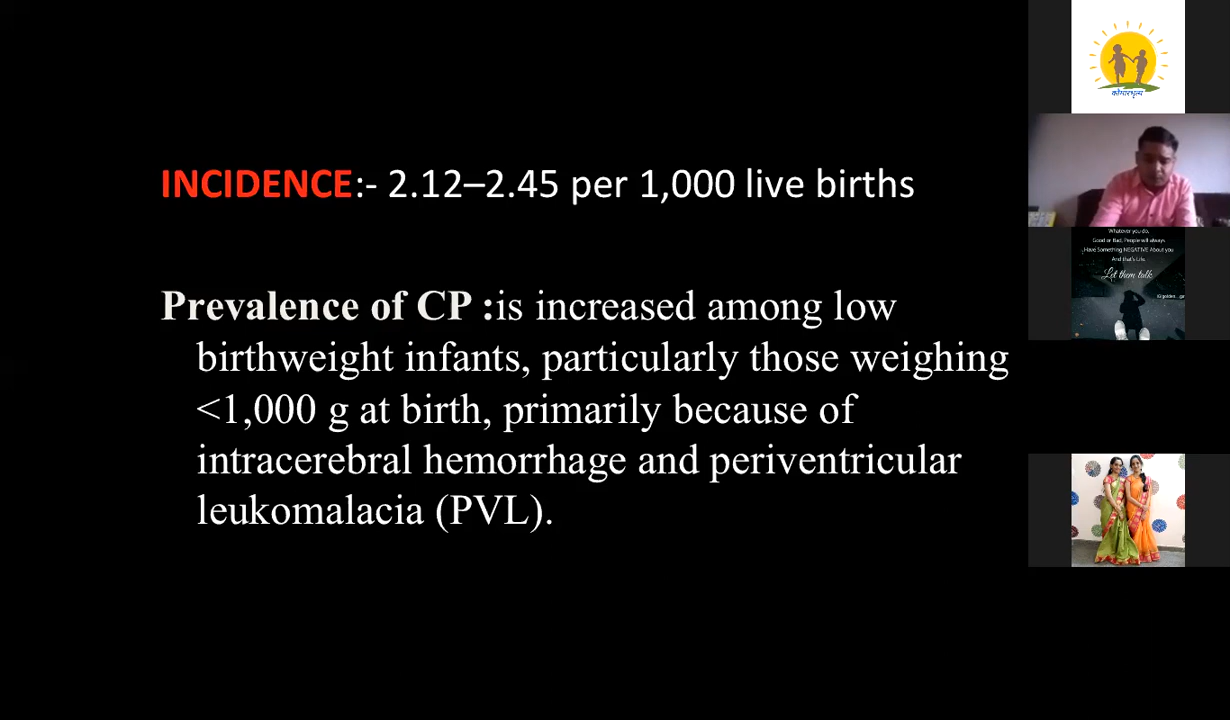 INCIDENCE:- 2.12–2.45 per 1,000 live births
Prevalence of CP :is increased among low
birthweight infants, particularly those weighing
<1,000 g at birth, primarily because of
intracerebral hemorrhage and periventricular
leukomalacia (PVL).
कौमारभृत्य
Whatever you do,
Good or Bad, People will always
Have Something NEGATIVE About you
And that's Life
Let them talk